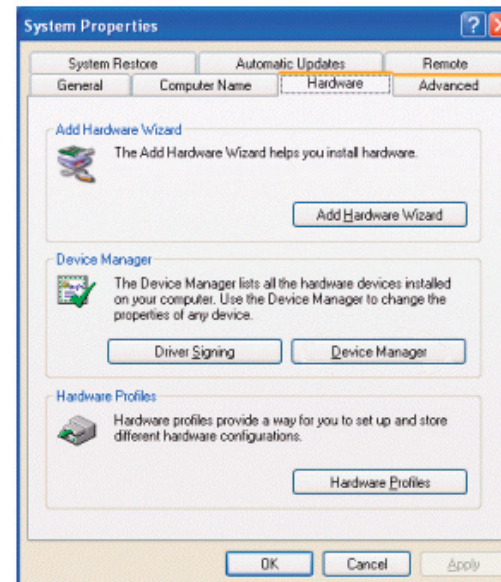 System Properties
System Restore Automatic Updates Remote
General Computer Name Hardware Advanced
Add Hardware Wizard
The Add Hardware Wizard helps you install hardware.
Add Hardware Wizard
Device Manager
The Device Manager lists all the hardware devices installed
on your computer. Use the Device Manager to change the
properties of any device.
Driver Signing Device Manager
Hardware Profiles
Hardware profiles provide a way for you to set up and store
different hardware configurations.
Hardware Profiles
OK Cancel Apply